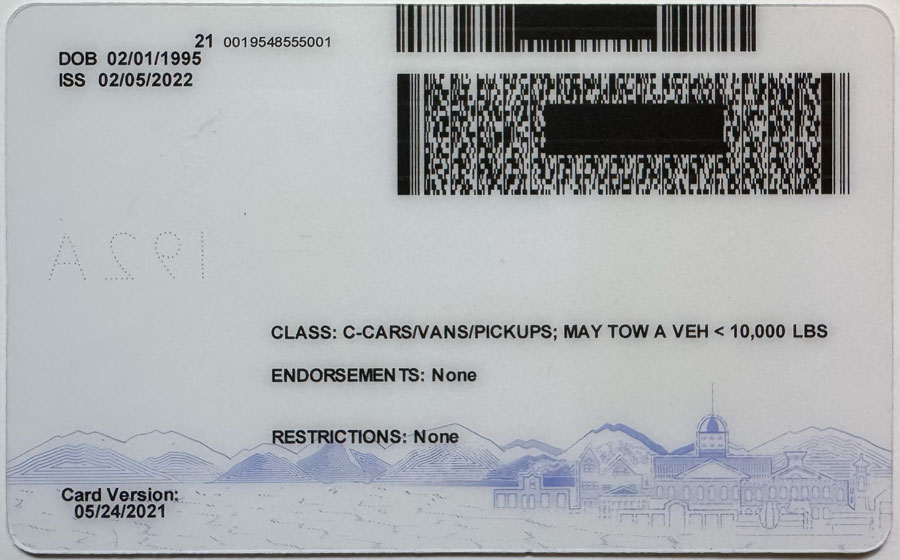 21 0019548555001
DOB 02/01/1995
ISS 02/05/2022
192 A
CLASS: C-CARS/VANS/PICKUPS; MAY TOW A VEH < 10,000 LBS
ENDORSEMENTS: None
RESTRICTIONS: None
Card Version:
05/24/2021